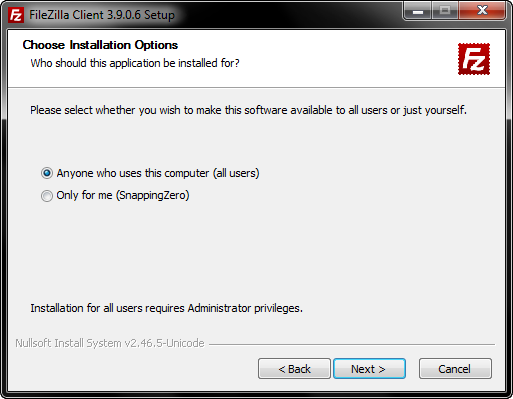 FileZilla Client 3.9.0.6 Setup
Choose Installation Options
Who should this application be installed for?
Fz
Please select whether you wish to make this software available to all users or just yourself.
Anyone who uses this computer (all users)
Only for me (SnappingZero)
Installation for all users requires Administrator privileges.
Nullsoft Install System v2.46.5-Unicode
< Back
Next >
Cancel